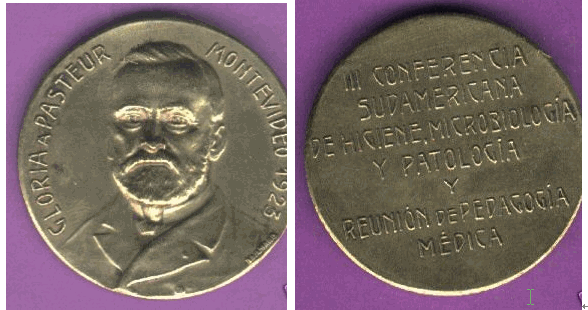 GLORIA A PASTEUR
MONTEVIDEO 1923
III CONFERENCIA
SUDAMERICANA
DE HIGIENE, MICROBIOLOGÍA
Y PATOLOGÍA
Y
REUNIÓN DE PEDAGOGÍA
MÉDICA